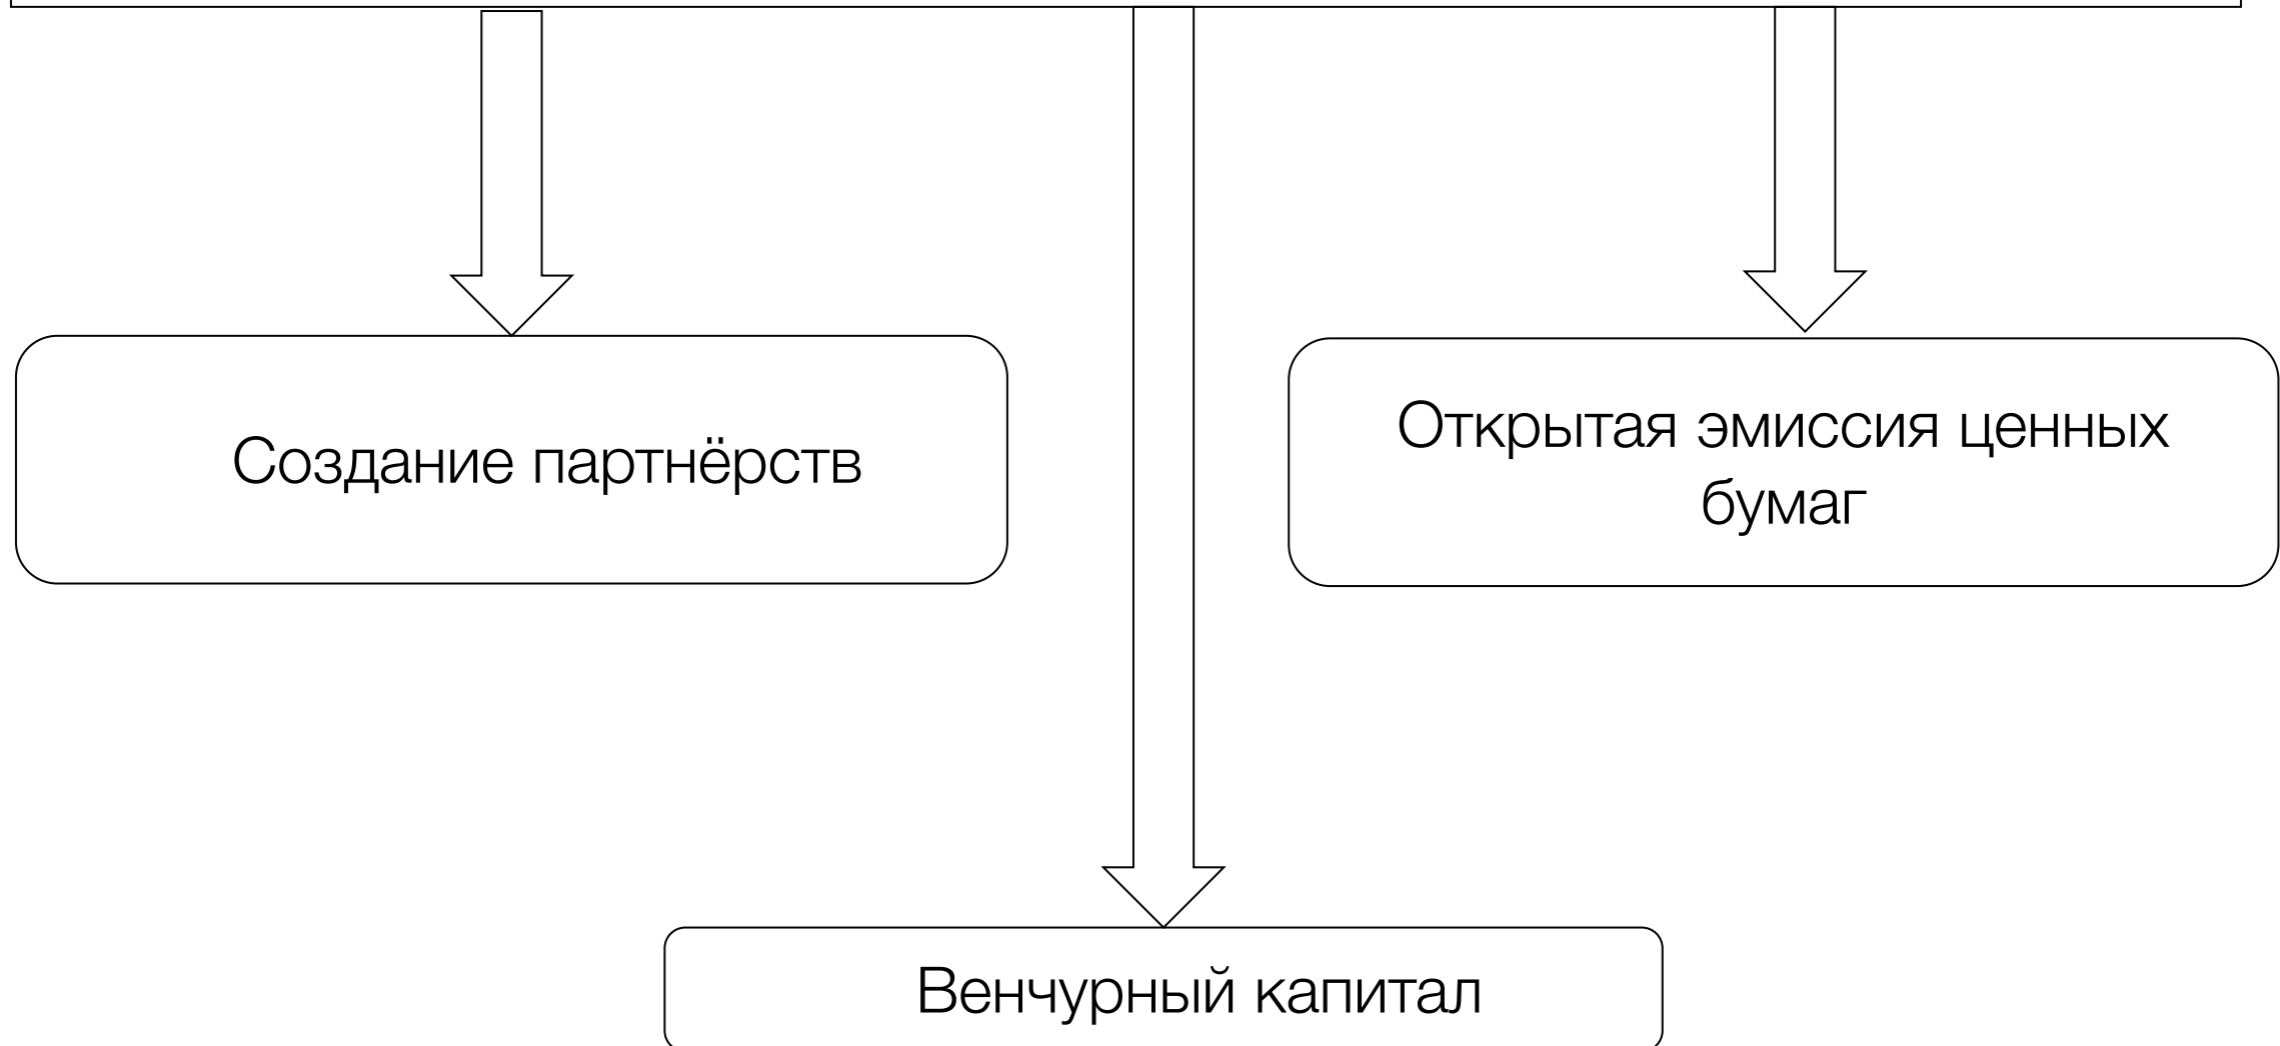 Создание партнёрств
Открытая эмиссия ценных
бумаг
Венчурный капитал